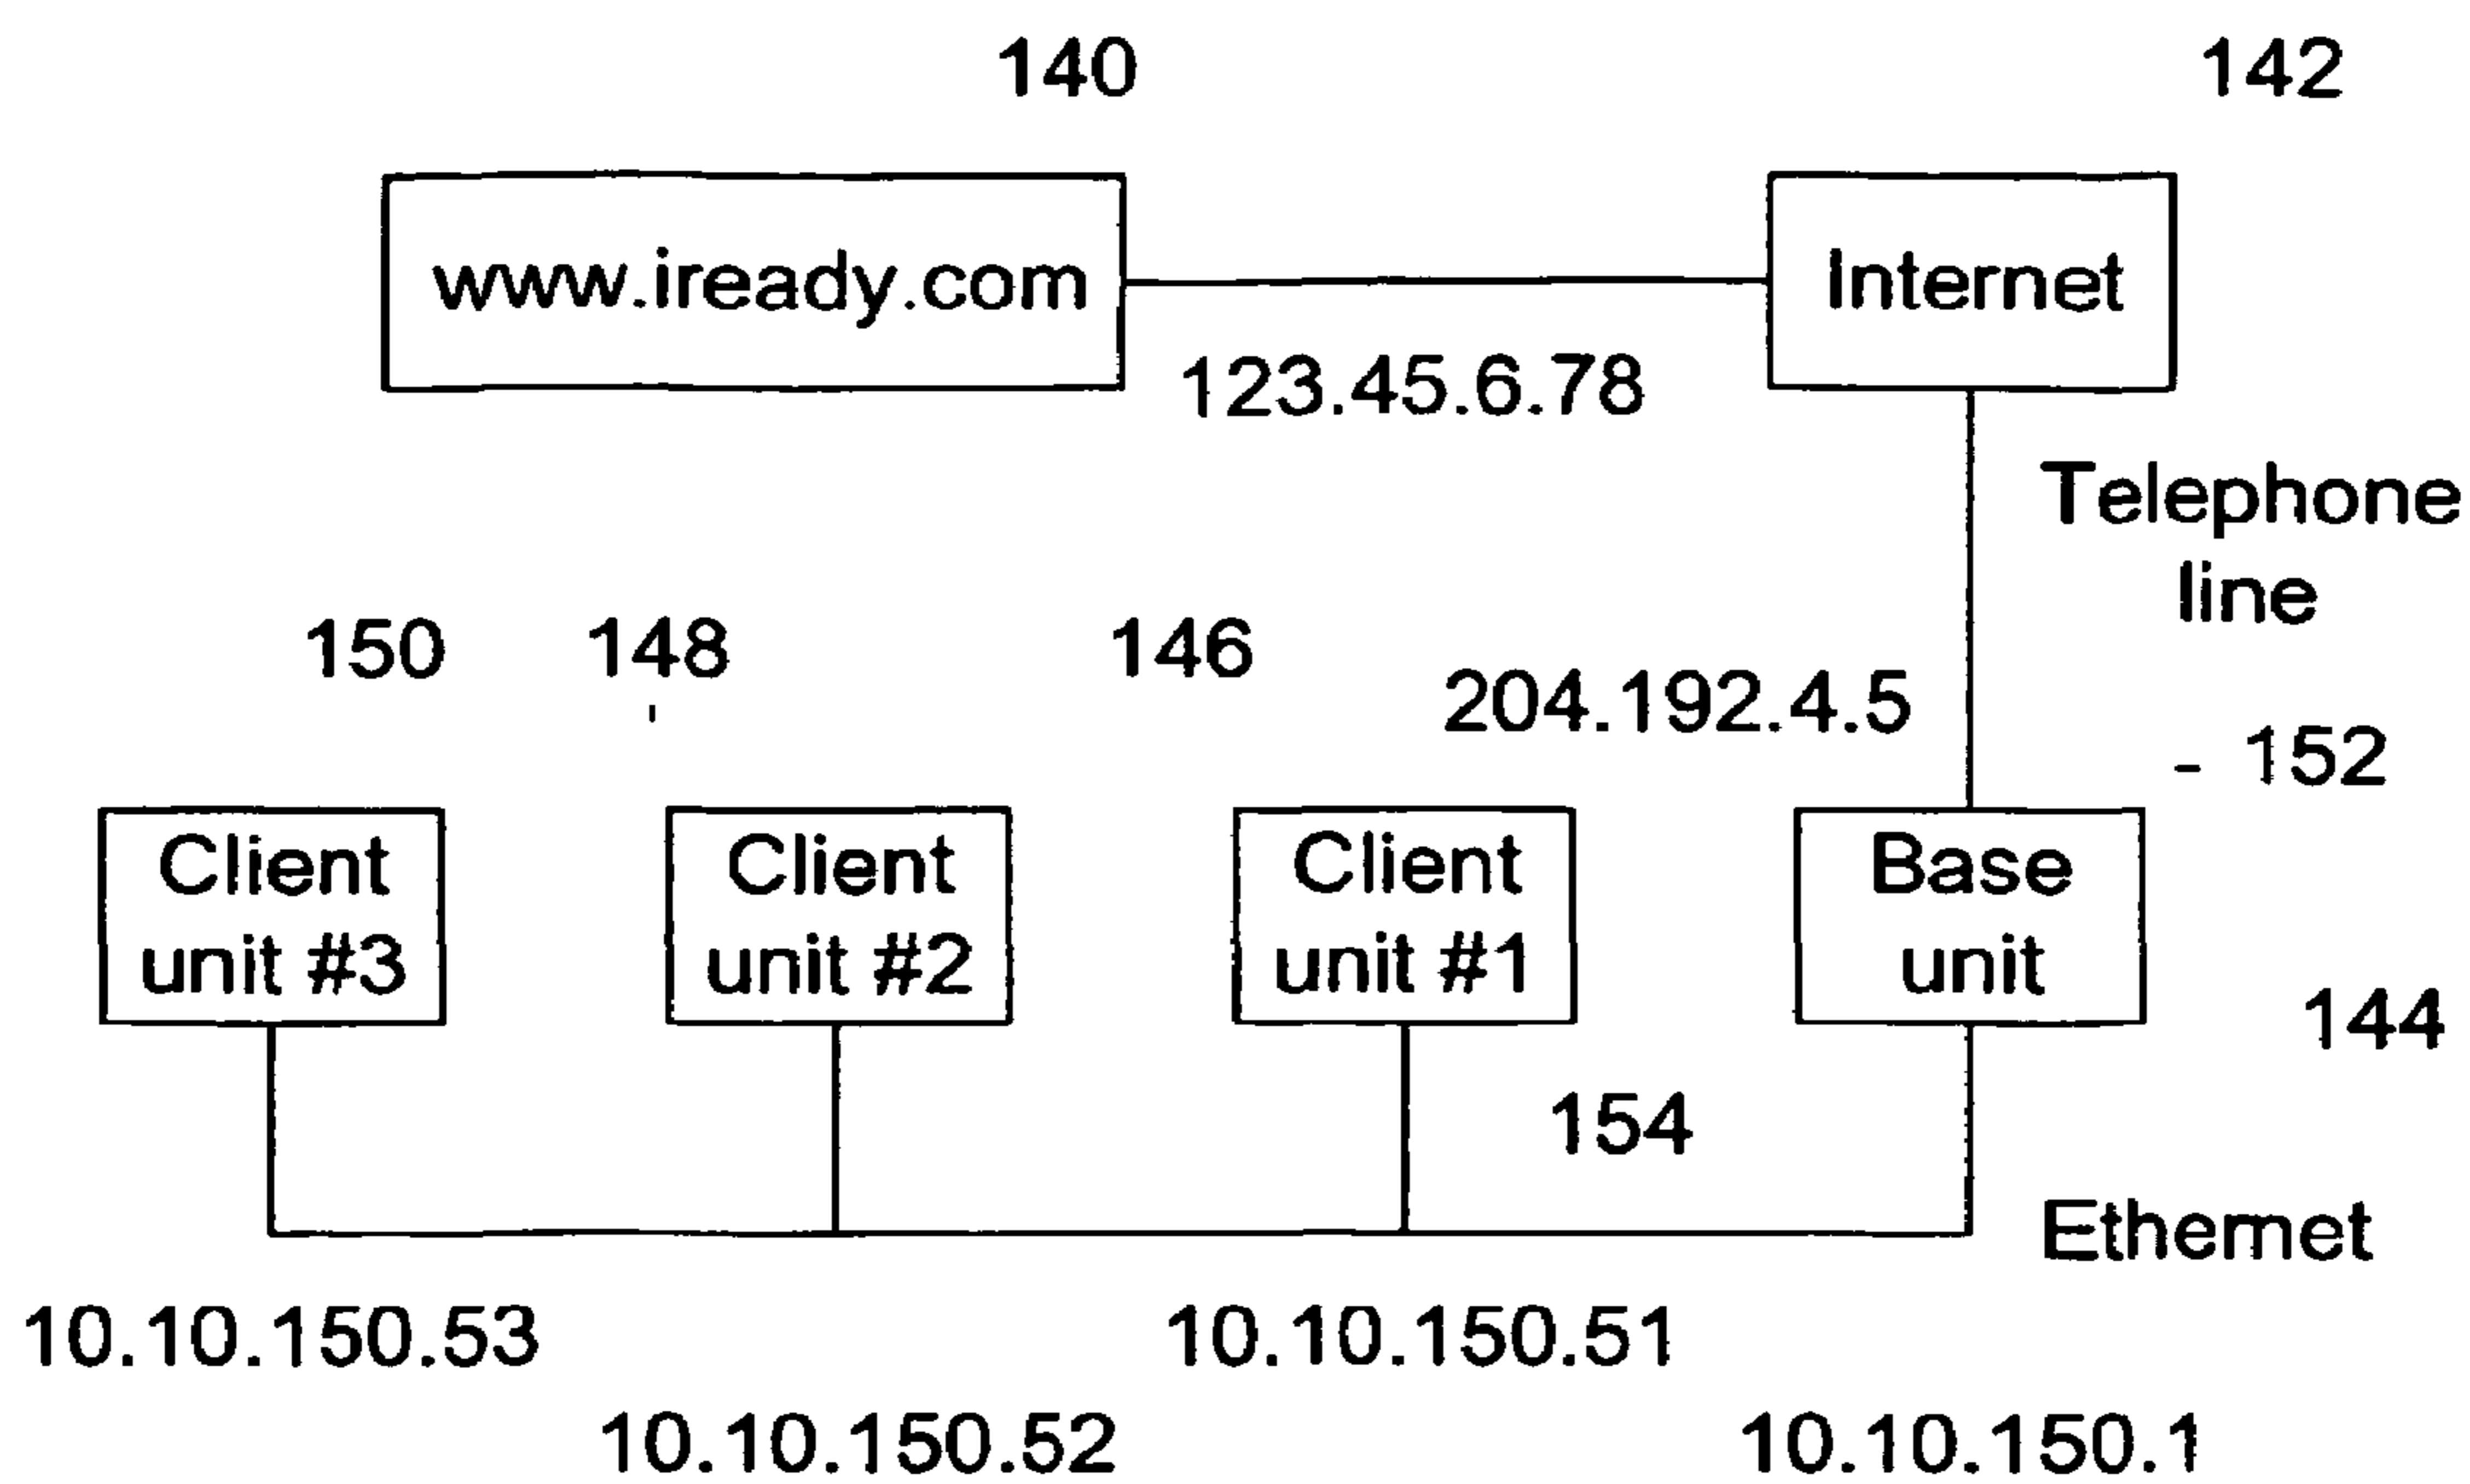 140
142
www.iready.com
Internet
123.45.6.78
Telephone
line
150
148
146
204.192.4.5
- 152
Client
unit #3
Client
unit #2
Client
unit #1
Base
unit
144
154
Ethernet
10.10.150.53
10.10.150.51
10.10.150.52
10.10.150.1